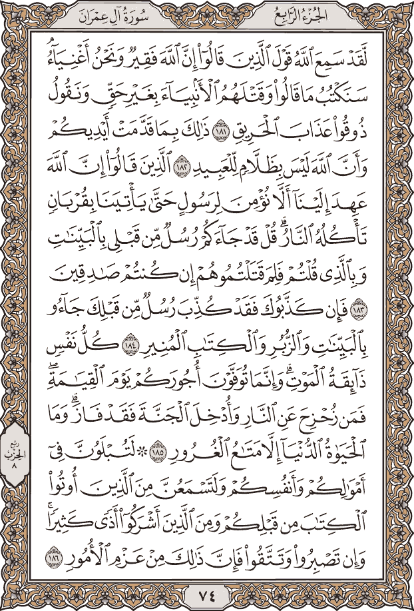 الجزء الرابع
سورة آل عمران
لَّقَدْ سَمِعَ ٱللَّهُ قَوْلَ ٱلَّذِينَ قَالُوٓا۟ إِنَّ ٱللَّهَ فَقِيرٌ وَنَحْنُ أَغْنِيَآءُ
سَنَكْتُبُ مَا قَالُوا۟ وَقَتْلَهُمُ ٱلْأَنۢبِيَآءَ بِغَيْرِ حَقٍّ وَنَقُولُ
ذُوقُوا۟ عَذَابَ ٱلْحَرِيقِ ١٨١ ذَٰلِكَ بِمَا قَدَّمَتْ أَيْدِيكُمْ
وَأَنَّ ٱللَّهَ لَيْسَ بِظَلَّامٍ لِّلْعَبِيدِ ١٨٢ ٱلَّذِينَ قَالُوٓا۟ إِنَّ ٱللَّهَ
عَهِدَ إِلَيْنَآ أَلَّا نُؤْمِنَ لِرَسُولٍ حَتَّىٰ يَأْتِيَنَا بِقُرْبَانٍ
تَأْكُلُهُ ٱلنَّارُ ۗ قُلْ قَدْ جَآءَكُمْ رُسُلٌ مِّن قَبْلِى بِٱلْبَيِّنَٰتِ
وَبِٱلَّذِى قُلْتُمْ فَلِمَ قَتَلْتُمُوهُمْ إِن كُنتُمْ صَٰدِقِينَ
١٨٣ فَإِن كَذَّبُوكَ فَقَدْ كُذِّبَ رُسُلٌ مِّن قَبْلِكَ جَآءُو
بِٱلْبَيِّنَٰتِ وَٱلزُّبُرِ وَٱلْكِتَٰبِ ٱلْمُنِيرِ ١٨٤ كُلُّ نَفْسٍ
ذَآئِقَةُ ٱلْمَوْتِ ۗ وَإِنَّمَا تُوَفَّوْنَ أُجُورَكُمْ يَوْمَ ٱلْقِيَٰمَةِ ۖ
فَمَن زُحْزِحَ عَنِ ٱلنَّارِ وَأُدْخِلَ ٱلْجَنَّةَ فَقَدْ فَازَ ۗ وَمَا
ٱلْحَيَوٰةُ ٱلدُّنْيَآ إِلَّا مَتَٰعُ ٱلْغُرُورِ ١٨٥ ۞ لَتُبْلَوُنَّ فِىٓ
أَمْوَٰلِكُمْ وَأَنفُسِكُمْ وَلَتَسْمَعُنَّ مِنَ ٱلَّذِينَ أُوتُوا۟
ٱلْكِتَٰبَ مِن قَبْلِكُمْ وَمِنَ ٱلَّذِينَ أَشْرَكُوٓا۟ أَذًى كَثِيرًا ۚ
وَإِن تَصْبِرُوا۟ وَتَتَّقُوا۟ فَإِنَّ ذَٰلِكَ مِنْ عَزْمِ ٱلْأُمُورِ ١٨٦
ربع
الحزب
٨
٧٤